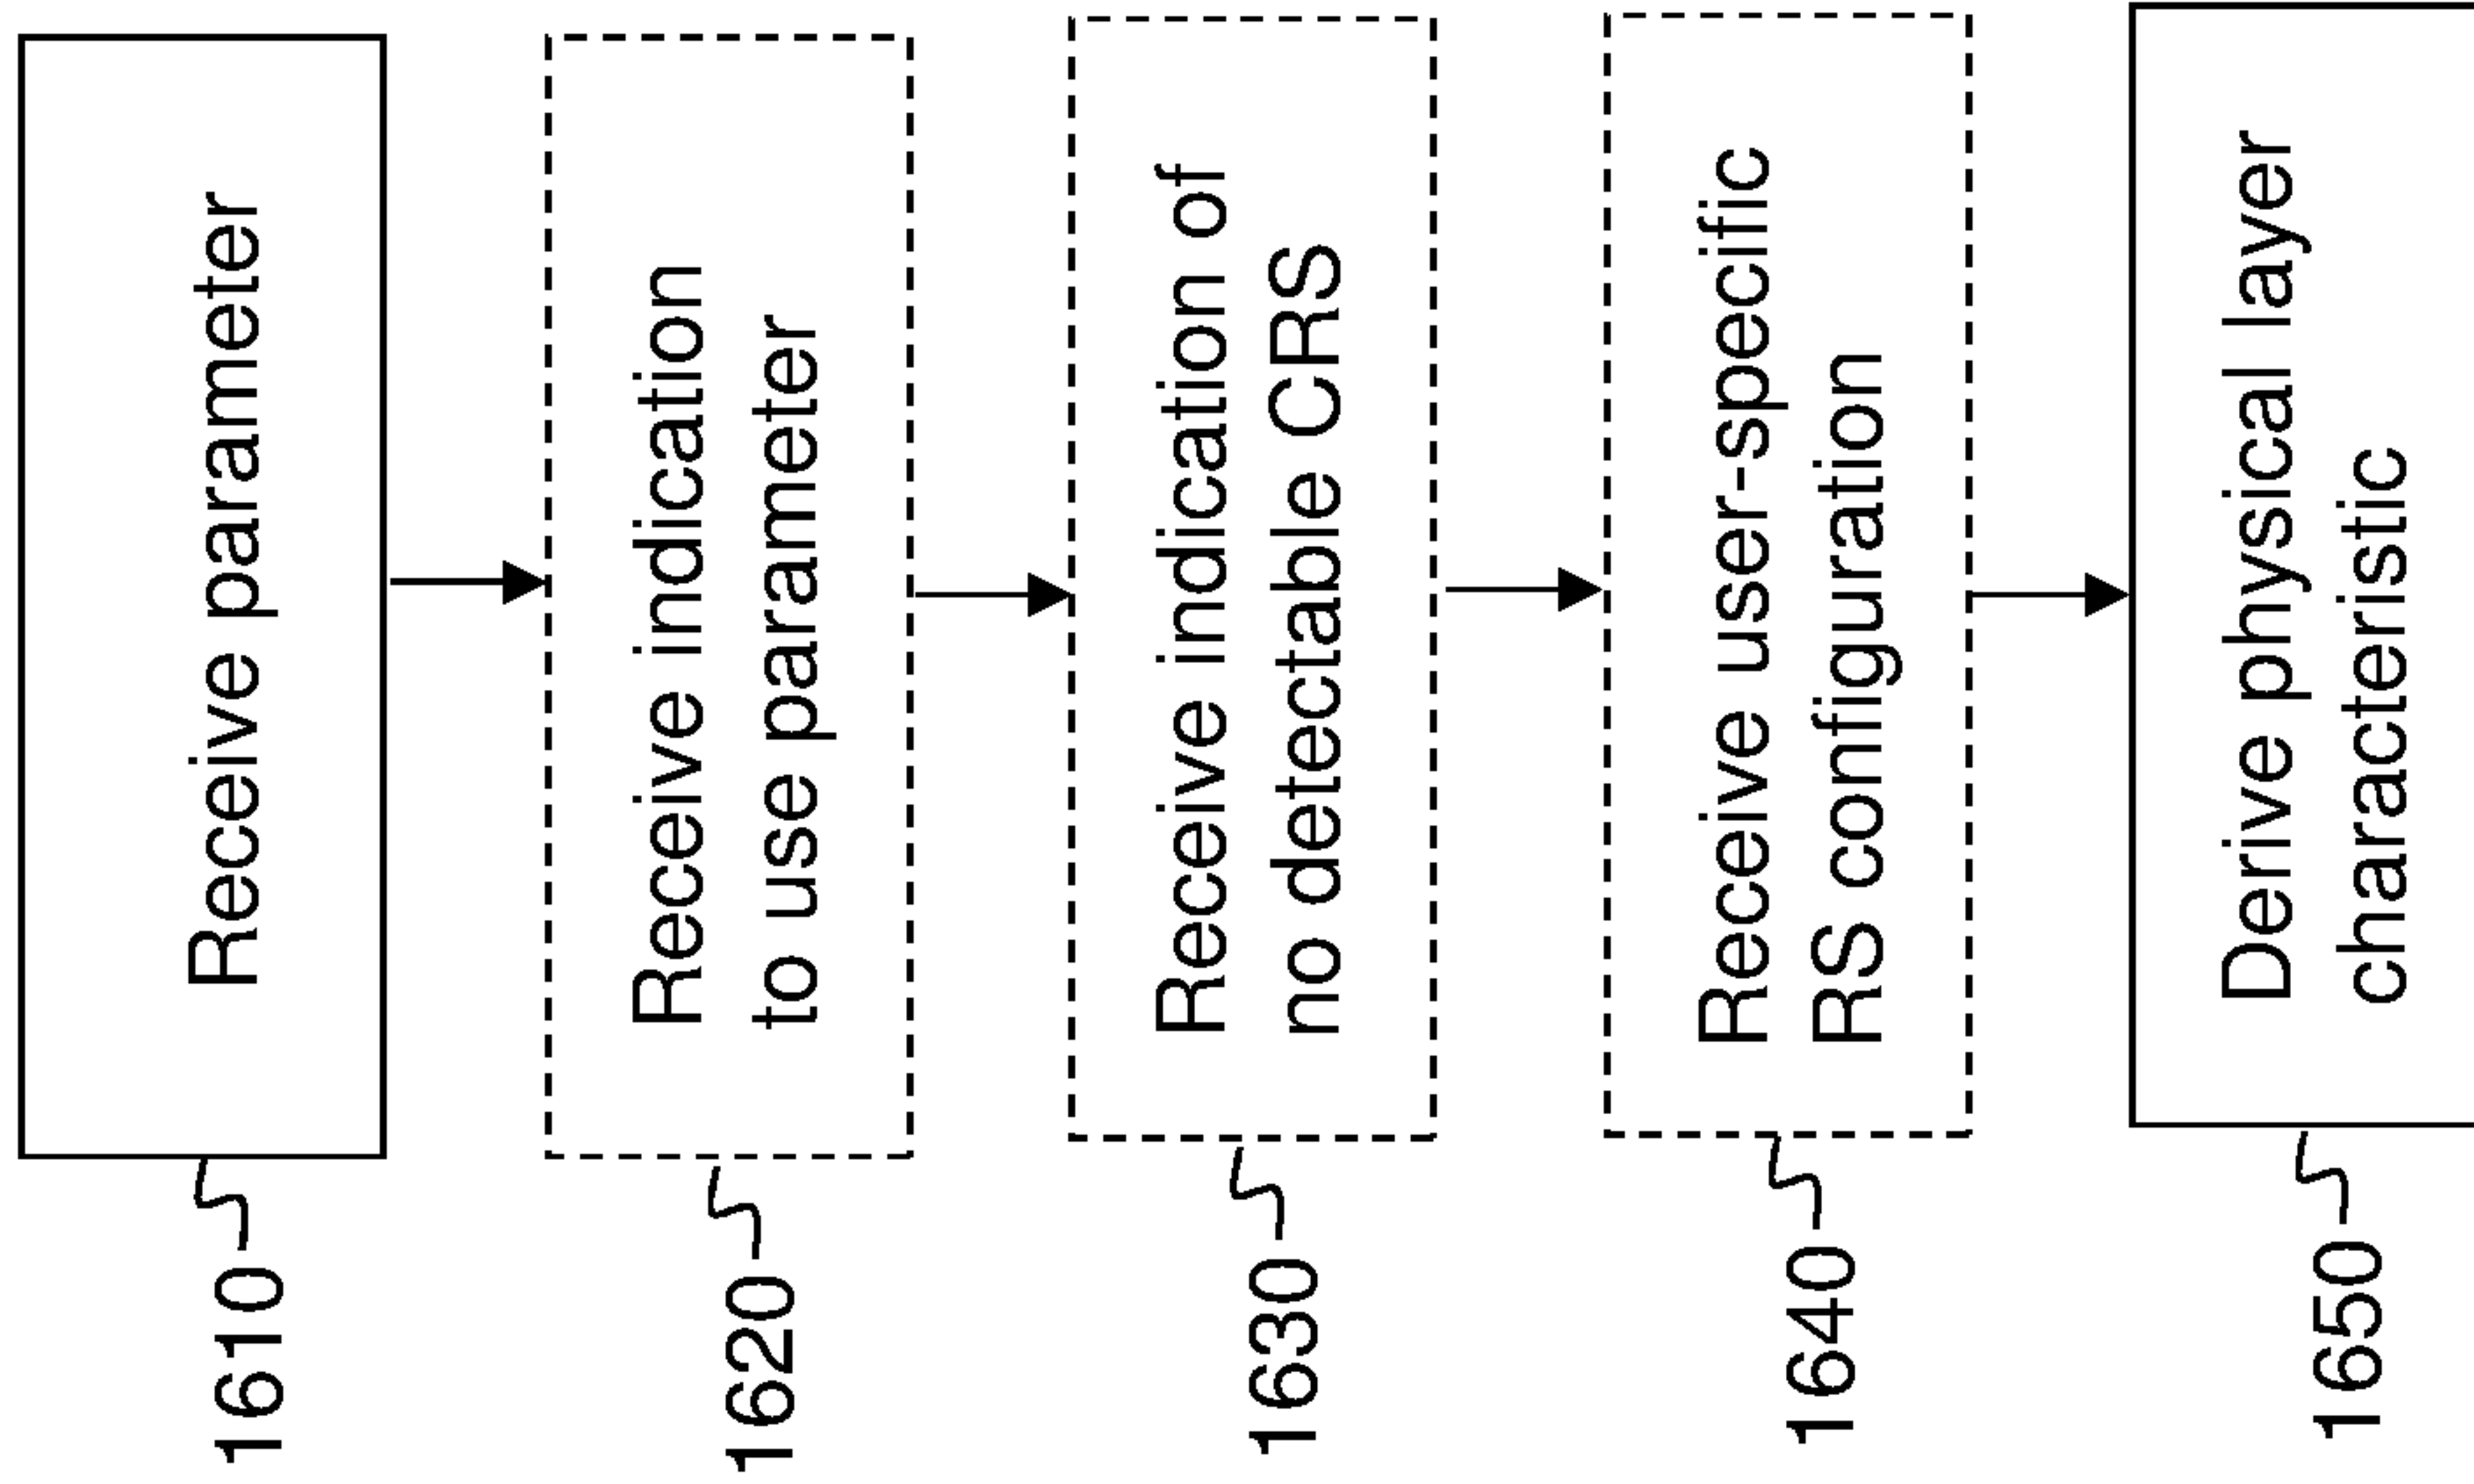 1610
Receive parameter
1620
Receive indication
to use parameter
1630
Receive indication of
no detectable CRS
1640
Receive user-specific
RS configuration
1650
Derive physical layer
characteristic